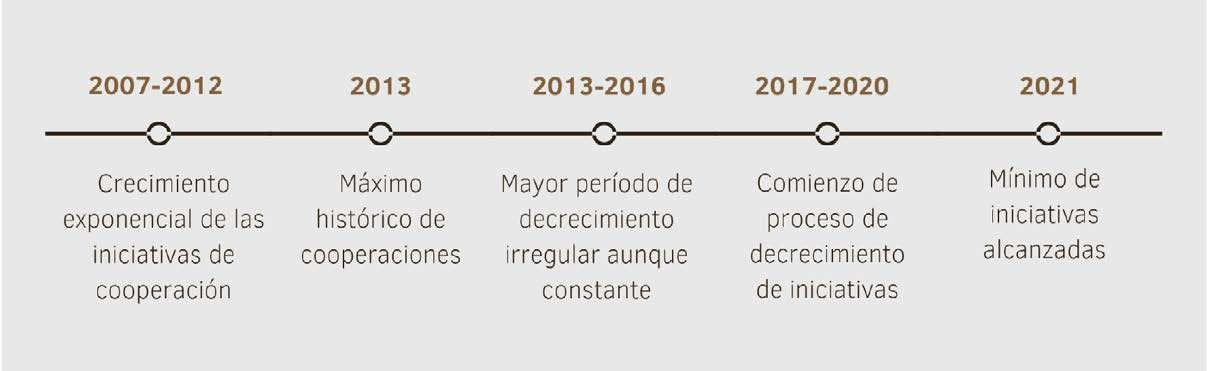 2007-2012
Crecimiento
exponencial de las
iniciativas de
cooperación
2013
Máximo
histórico de
cooperaciones
2013-2016
Mayor período de
decrecimiento
irregular aunque
constante
2017-2020
Comienzo de
proceso de
decrecimiento
de iniciativas
2021
Mínimo de
iniciativas
alcanzadas